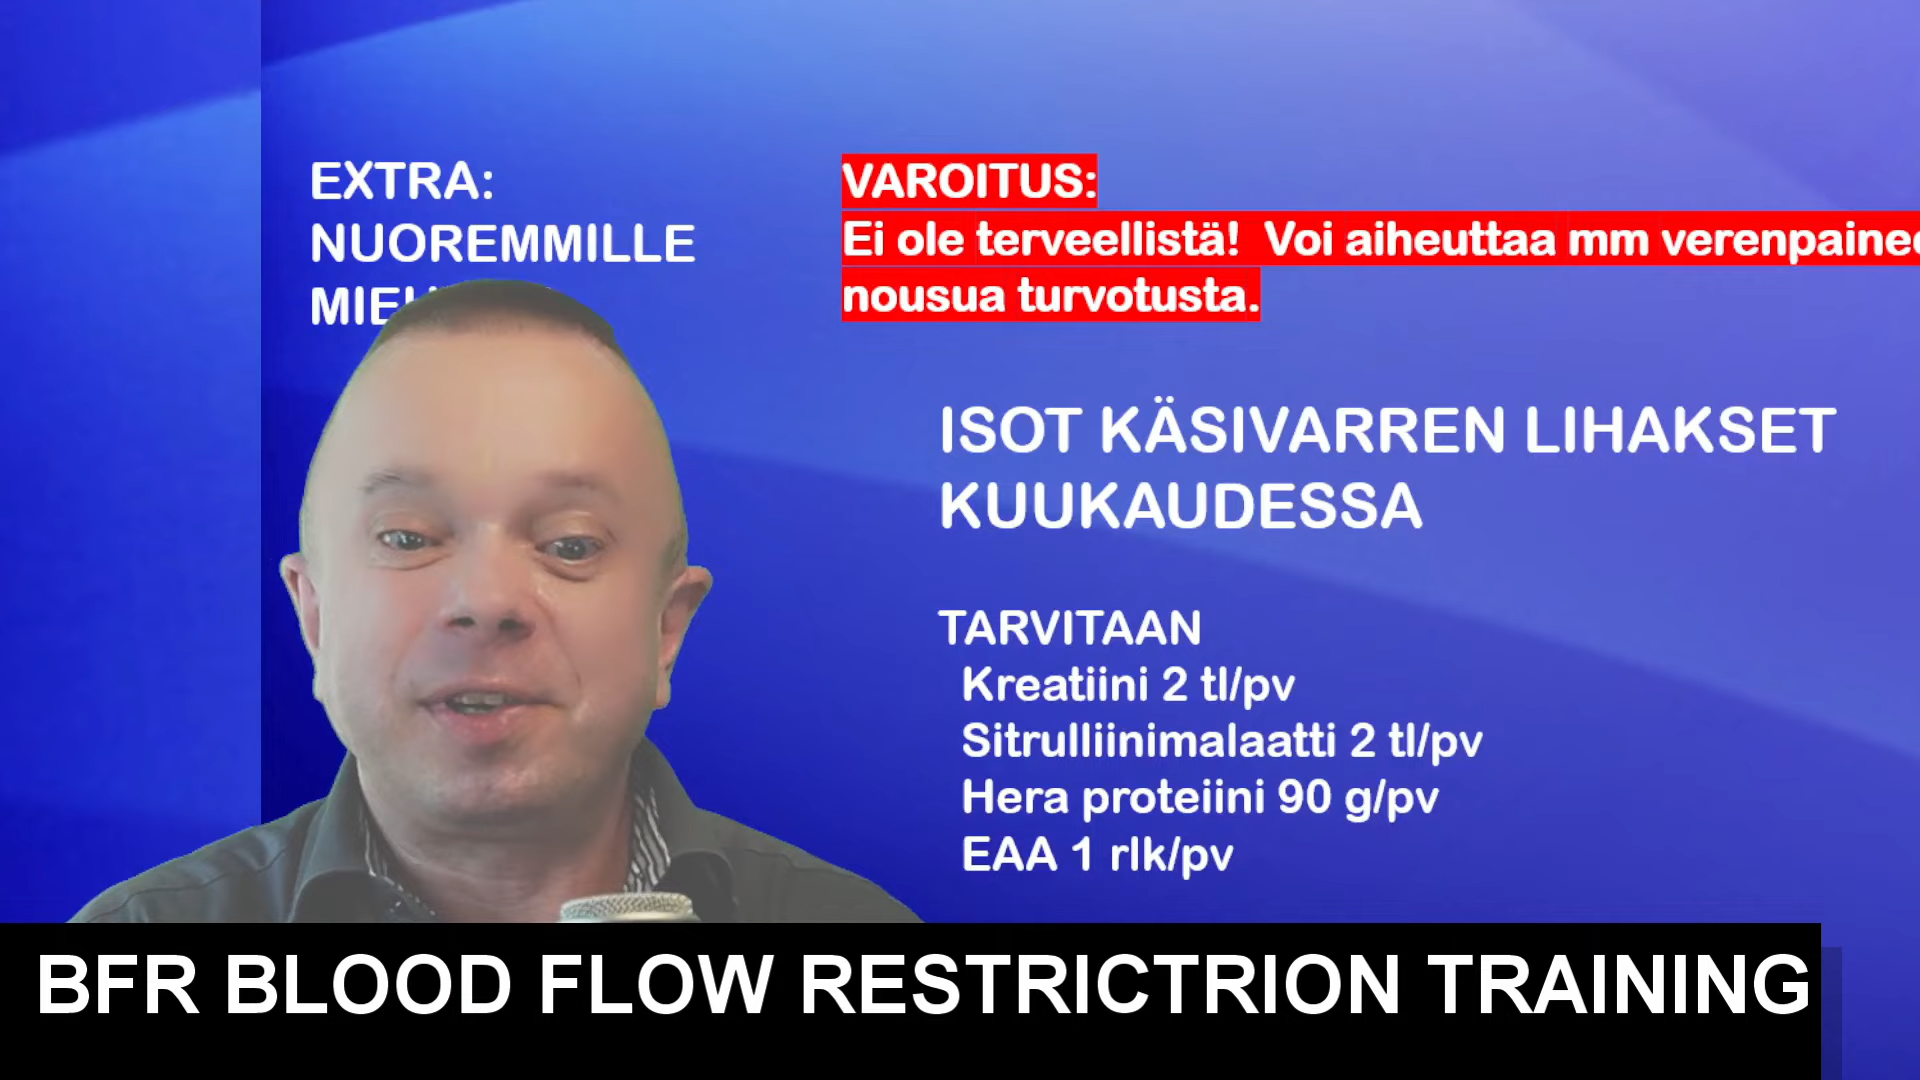 EXTRA:
NUOREMMILLE
VAROITUS:
Ei ole terveellistä! Voi aiheuttaa mm
nousua turvotusta.
ISOT KÄSIVARREN LIHAKSET
KUUKAUDESSA
TARVITAAN
Kreatiini 2 tl/pv
Sitrulliinimalaatti 2 tl/pv
Hera proteiini 90 g/pv
EAA 1 rlk/pv
BFR BLOOD FLOW RESTRICTRION TRAINING